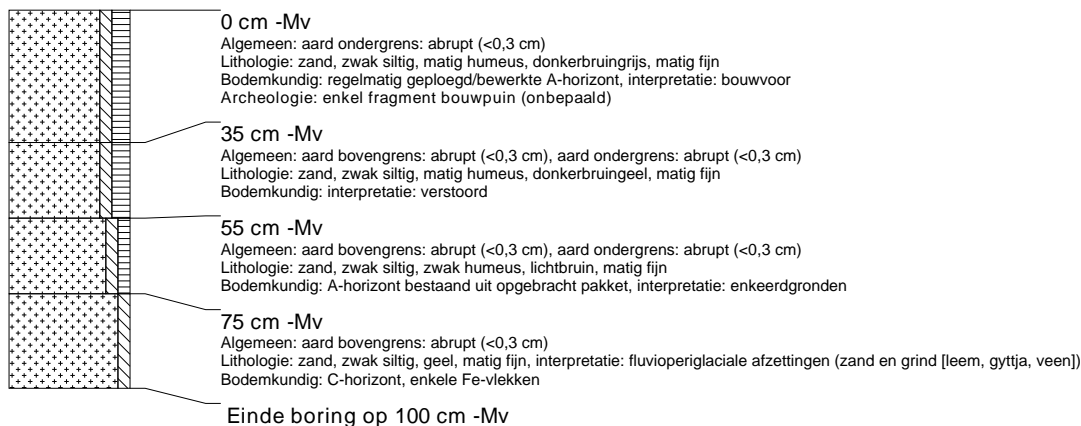 0 cm -Mv
Algemeen: aard ondergrens: abrupt (<0,3 cm)
Lithologie: zand, zwak siltig, matig humeus, donkerbruingrijs, matig fijn
Bodemkundig: regelmatig geploegd/bewerkte A-horizont, interpretatie: bouwvoor
Archeologie: enkel fragment bouwpuin (onbepaald)
35 cm -Mv
Algemeen: aard bovengrens: abrupt (<0,3 cm), aard ondergrens: abrupt (<0,3 cm)
Lithologie: zand, zwak siltig, matig humeus, donkerbruingeel, matig fijn
Bodemkundig: interpretatie: verstoord
55 cm -Mv
Algemeen: aard bovengrens: abrupt (<0,3 cm), aard ondergrens: abrupt (<0,3 cm)
Lithologie: zand, zwak siltig, zwak humeus, lichtbruin, matig fijn
Bodemkundig: A-horizont bestaand uit opgebracht pakket, interpretatie: enkeerdgronden
75 cm -Mv
Algemeen: aard bovengrens: abrupt (<0,3 cm)
Lithologie: zand, zwak siltig, geel, matig fijn, interpretatie: fluvioperiglaciale afzettingen (zand en grind [leem, gyttja, veen])
Bodemkundig: C-horizont, enkele Fe-vlekken
Einde boring op 100 cm -Mv